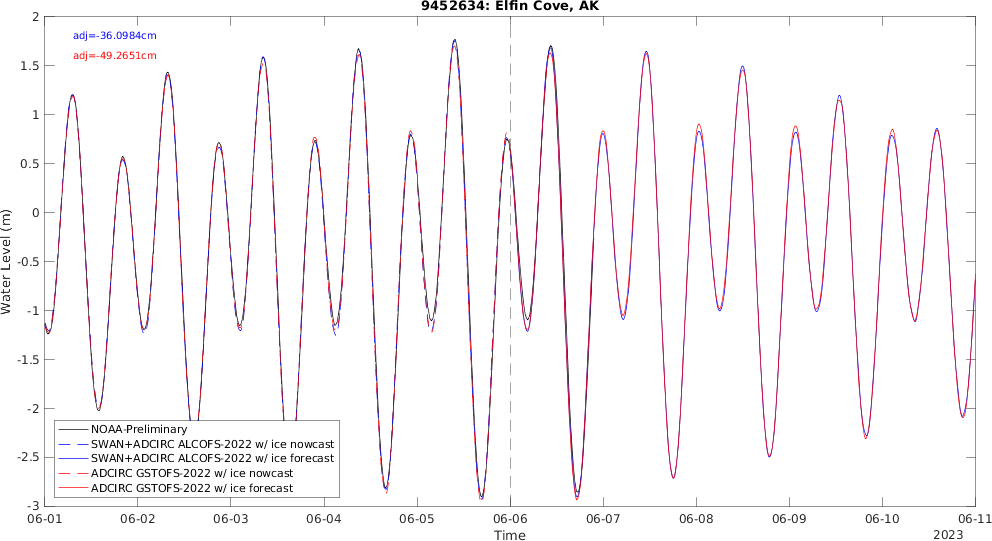 9452634: Elfin Cove, AK
adj=-36.0984cm
adj=-49.2651cm
2
1.5
1
0.5
0
-0.5
-1
-1.5
-2
-2.5
-3
Water Level (m)
NOAA-Preliminary
SWAN+ADCIRC ALCOFS-2022 w/ ice nowcast
SWAN+ADCIRC ALCOFS-2022 w/ ice forecast
ADCIRC GSTOFS-2022 w/ ice nowcast
ADCIRC GSTOFS-2022 w/ ice forecast
06-01 06-02 06-03 06-04 06-05 06-06 06-07 06-08 06-09 06-10 06-11
Time
2023